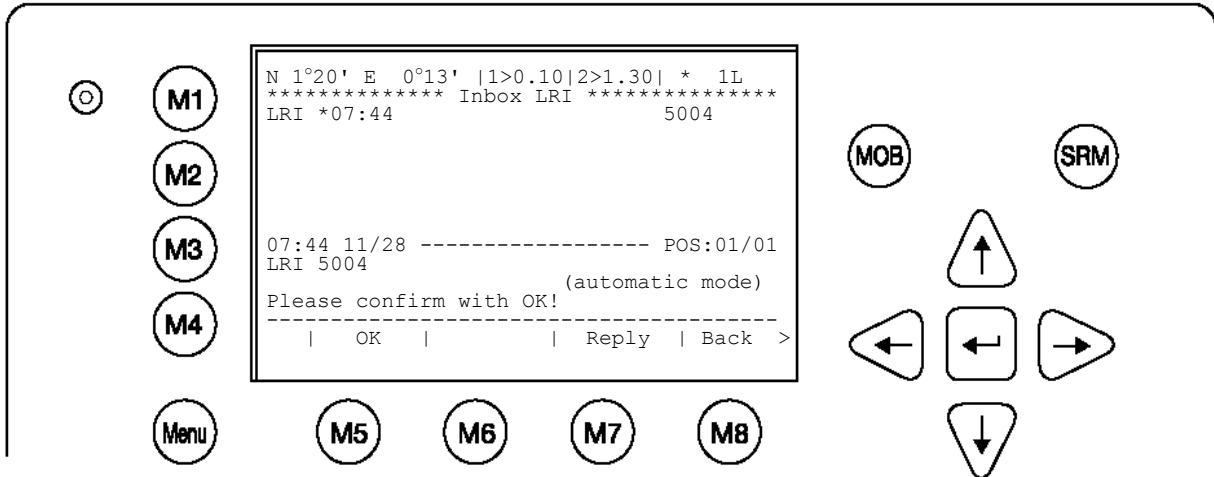 N 1°20' E 0°13' |1>0.10|2>1.30| * 1L
************** Inbox LRI ***************
LRI *07:44 5004
07:44 11/28 ------------------ POS:01/01
LRI 5004
(automatic mode)
Please confirm with OK!
----------------------------------------
| OK | | Reply | Back >
M1
M2
M3
M4
Menu
M5
M6
M7
M8
MOB
SRM